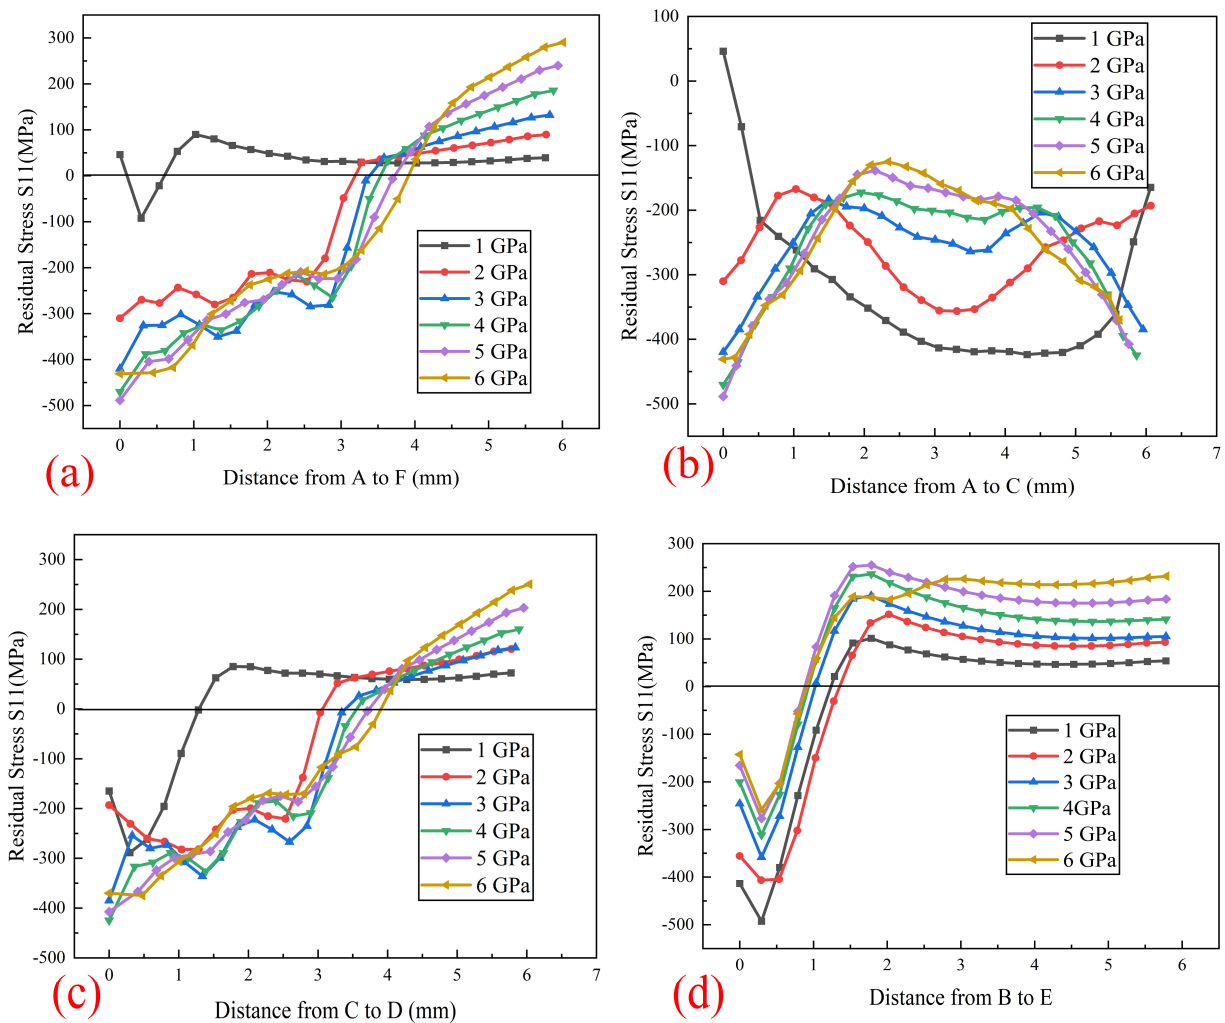 Residual Stress S11(MPa)
300
200
100
0
-100
-200
-300
-400
-500
1 GPa
2 GPa
3 GPa
4 GPa
5 GPa
6 GPa
0 1 2 3 4 5 6
Distance from A to F (mm)
(a)
Residual Stress S11(MPa)
100
0
-100
-200
-300
-400
-500
1 GPa
2 GPa
3 GPa
4 GPa
5 GPa
6 GPa
0 1 2 3 4 5 6 7
Distance from A to C (mm)
(b)
Residual Stress S11(MPa)
300
200
100
0
-100
-200
-300
-400
-500
1 GPa
2 GPa
3 GPa
4 GPa
5 GPa
6 GPa
0 1 2 3 4 5 6 7
Distance from C to D (mm)
(c)
Residual Stress S11(MPa)
300
200
100
0
-100
-200
-300
-400
-500
1 GPa
2 GPa
3 GPa
4GPa
5 GPa
6 GPa
0 1 2 3 4 5 6
Distance from B to E
(d)